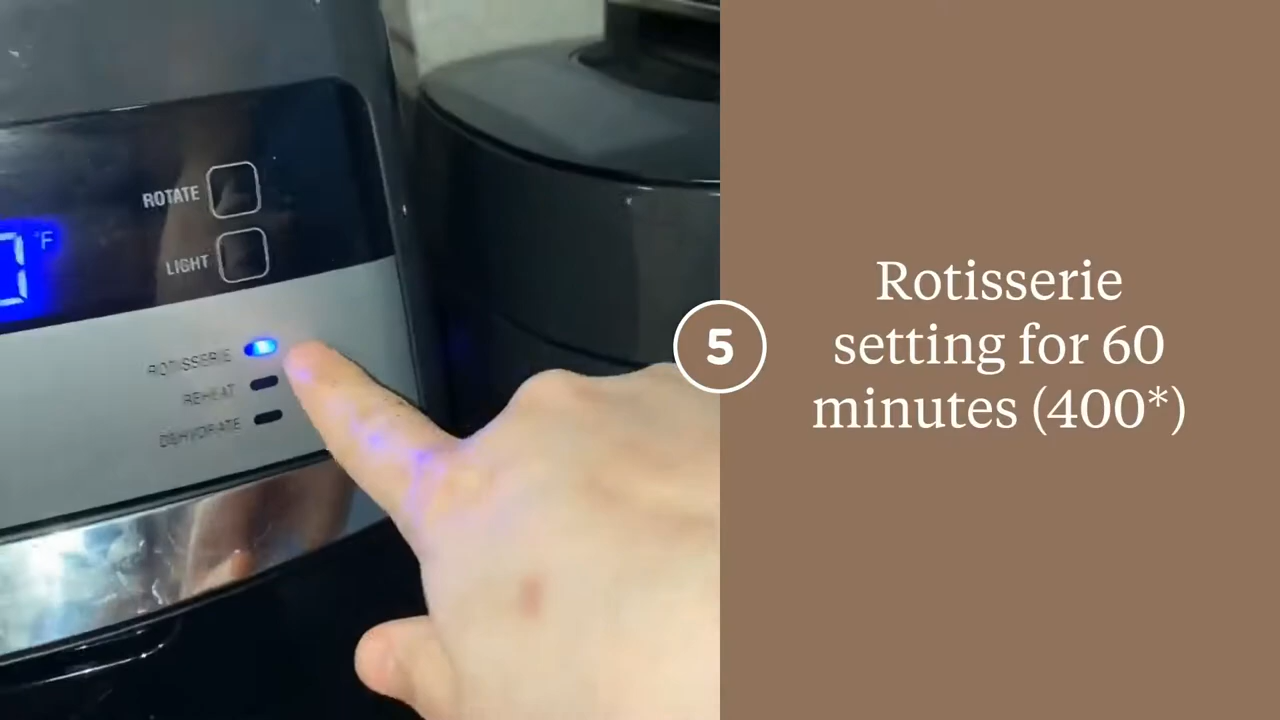 ROTATE
LIGHT
°F
ROTISSERIE
REHEAT
DEHYDRATE
5
Rotisserie
setting for 60
minutes (400*)